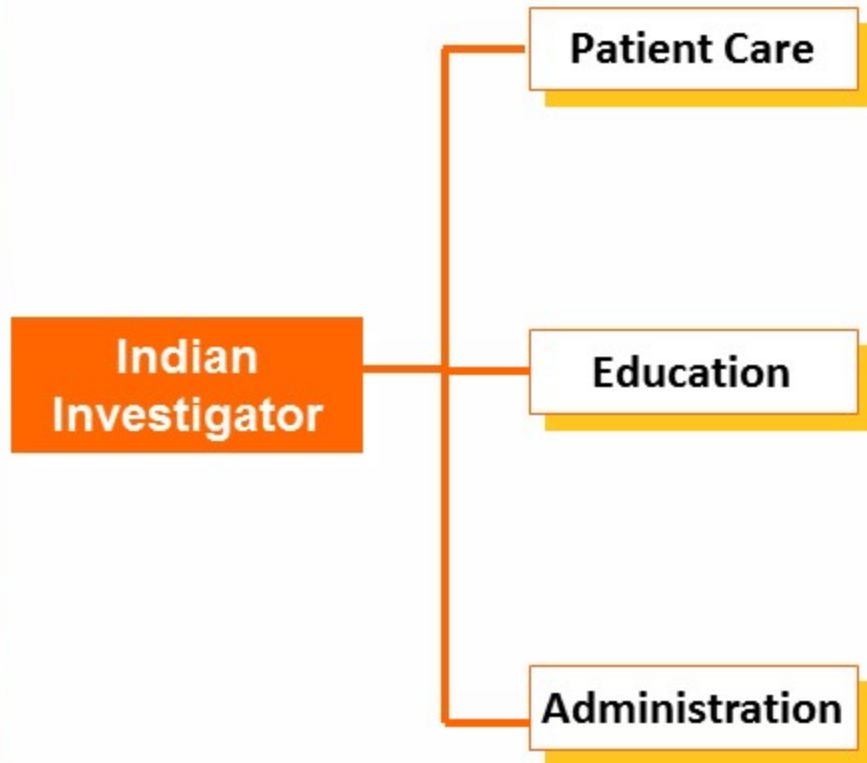 Patient Care
Indian
Investigator
Education
Administration